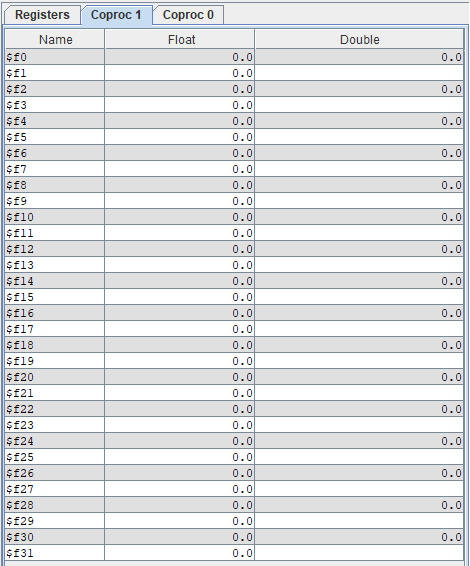 Registers Coproc 1 Coproc 0
Name Float Double
$f0 0.0 0.0
$f1 0.0
$f2 0.0 0.0
$f3 0.0
$f4 0.0 0.0
$f5 0.0
$f6 0.0 0.0
$f7 0.0
$f8 0.0 0.0
$f9 0.0
$f10 0.0 0.0
$f11 0.0
$f12 0.0 0.0
$f13 0.0
$f14 0.0 0.0
$f15 0.0
$f16 0.0 0.0
$f17 0.0
$f18 0.0 0.0
$f19 0.0
$f20 0.0 0.0
$f21 0.0
$f22 0.0 0.0
$f23 0.0
$f24 0.0 0.0
$f25 0.0
$f26 0.0 0.0
$f27 0.0
$f28 0.0 0.0
$f29 0.0
$f30 0.0 0.0
$f31 0.0